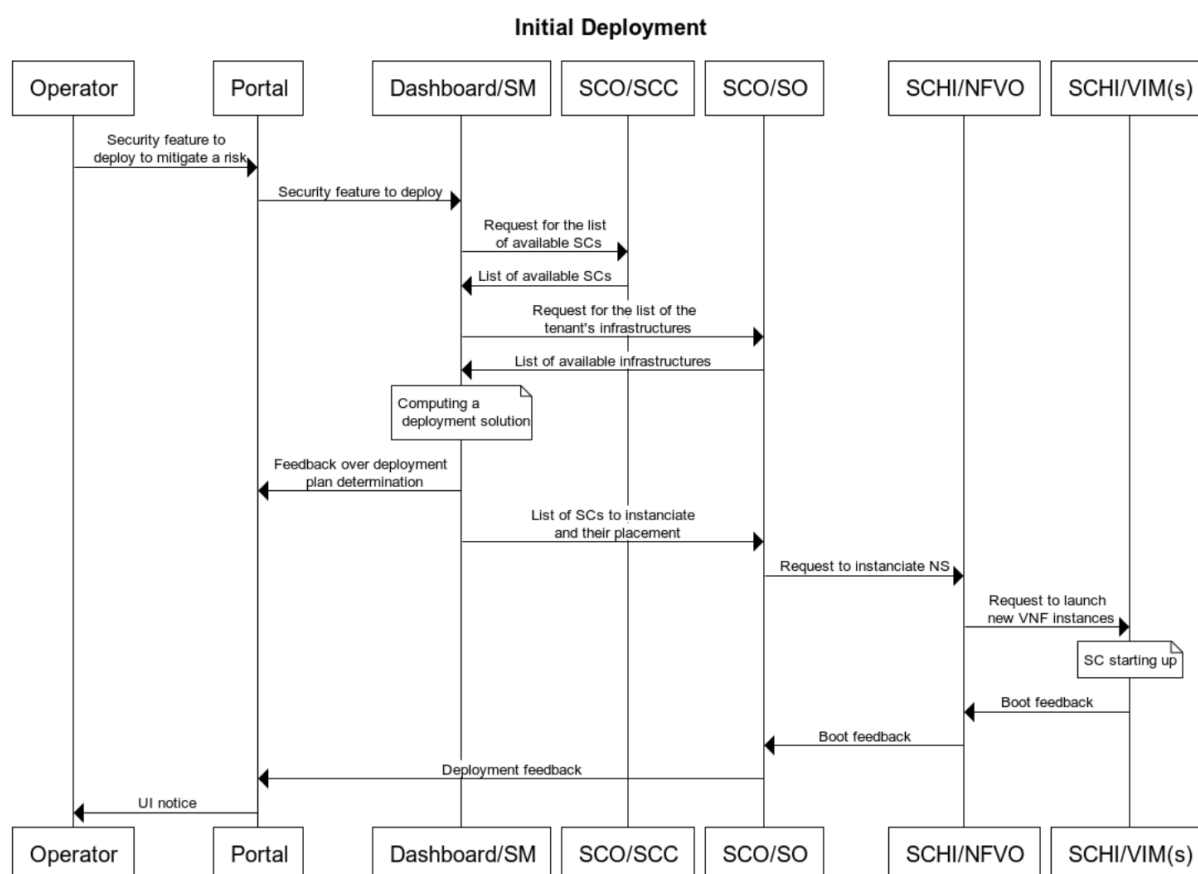 Initial Deployment
Operator
Portal
Dashboard/SM
SCO/SCC
SCO/SO
SCHI/NFVO
SCHI/VIM(s)
Security feature to
deploy to mitigate a risk
Security feature to deploy
Request for the list
of available SCs
List of available SCs
Request for the list of the
tenant's infrastructures
List of available infrastructures
Computing a
deployment solution
Feedback over deployment
plan determination
List of SCs to instanciate
and their placement
Request to instanciate NS
Request to launch
new VNF instances
SC starting up
Boot feedback
Boot feedback
Deployment feedback
UI notice
Operator
Portal
Dashboard/SM
SCO/SCC
SCO/SO
SCHI/NFVO
SCHI/VIM(s)